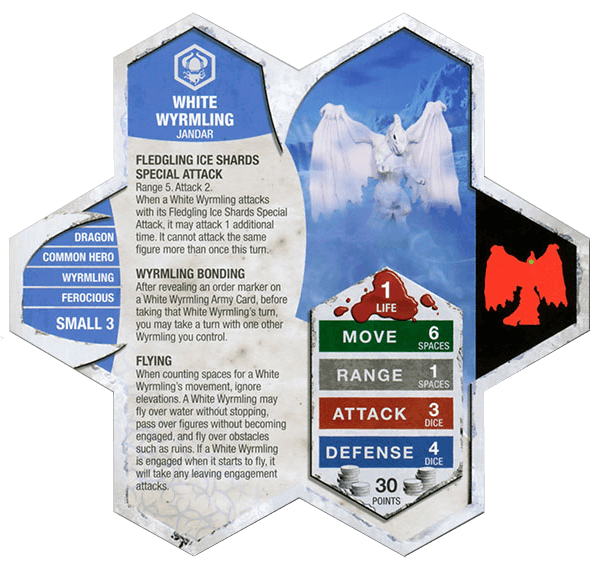 WHITE
WYRMLING
JANDAR
FLEDGLING ICE SHARDS
SPECIAL ATTACK
Range 5. Attack 2.
When a White Wyrmling attacks
with its Fledgling Ice Shards Special
Attack, it may attack 1 additional
time. It cannot attack the same
figure more than once this turn.
WYRMLING BONDING
After revealing an order marker on
a White Wyrmling Army Card, before
taking that White Wyrmling's turn,
you may take a turn with one other
Wyrmling you control.
FLYING
When counting spaces for a White
Wyrmling's movement, ignore
elevations. A White Wyrmling may
fly over water without stopping,
pass over figures without becoming
engaged, and fly over obstacles
such as ruins. If a White Wyrmling
is engaged when it starts to fly, it
will take any leaving engagement
attacks.
DRAGON
COMMON HERO
WYRMLING
FEROCIOUS
SMALL 3
1
LIFE
MOVE 6
SPACES
RANGE 1
SPACES
ATTACK 3
DICE
DEFENSE 4
DICE
30
POINTS